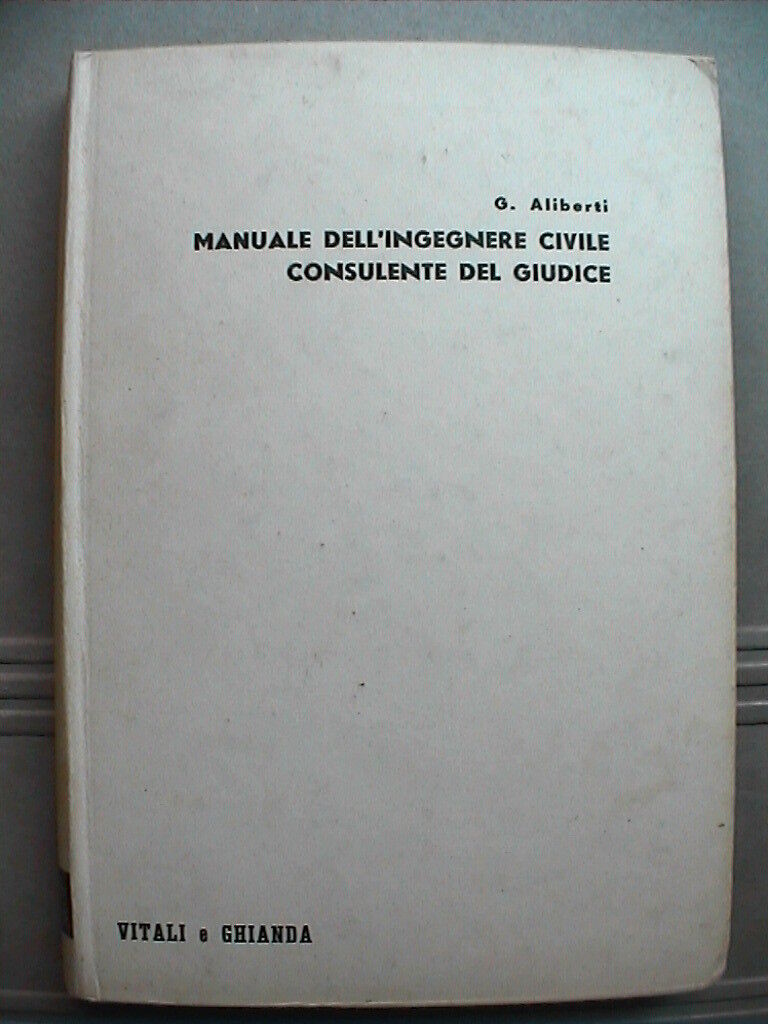 G. Aliberti
MANUALE DELL'INGEGNERE CIVILE
CONSULENTE DEL GIUDICE
VITALI e GHIANDA